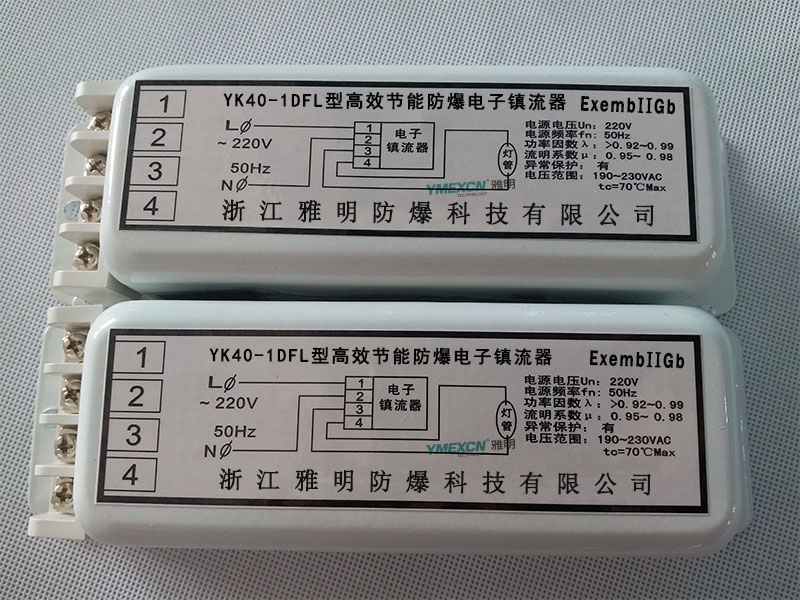 YK40-1DFL型高效节能防爆电子镇流器 ExembIIGb
1
2
3
4
LØ
~220V
50Hz
NØ
1
2
3
4
电子
镇流器
灯管
电源电压Un: 220V
电源频率fn: 50Hz
功率因数λ: >0.92~0.99
流明系数μ: 0.95~ 0.98
异常保护: 有
电压范围: 190~230VAC
tc=70℃Max
YMEXCN 雅明
TECHNOLOGY
浙江雅明防爆科技有限公司
YK40-1DFL型高效节能防爆电子镇流器 ExembIIGb
1
2
3
4
LØ
~220V
50Hz
NØ
1
2
3
4
电子
镇流器
灯管
电源电压Un: 220V
电源频率fn: 50Hz
功率因数λ: >0.92~0.99
流明系数μ: 0.95~ 0.98
异常保护: 有
电压范围: 190~230VAC
tc=70℃Max
YMEXCN 雅明
浙江雅明防爆科技有限公司